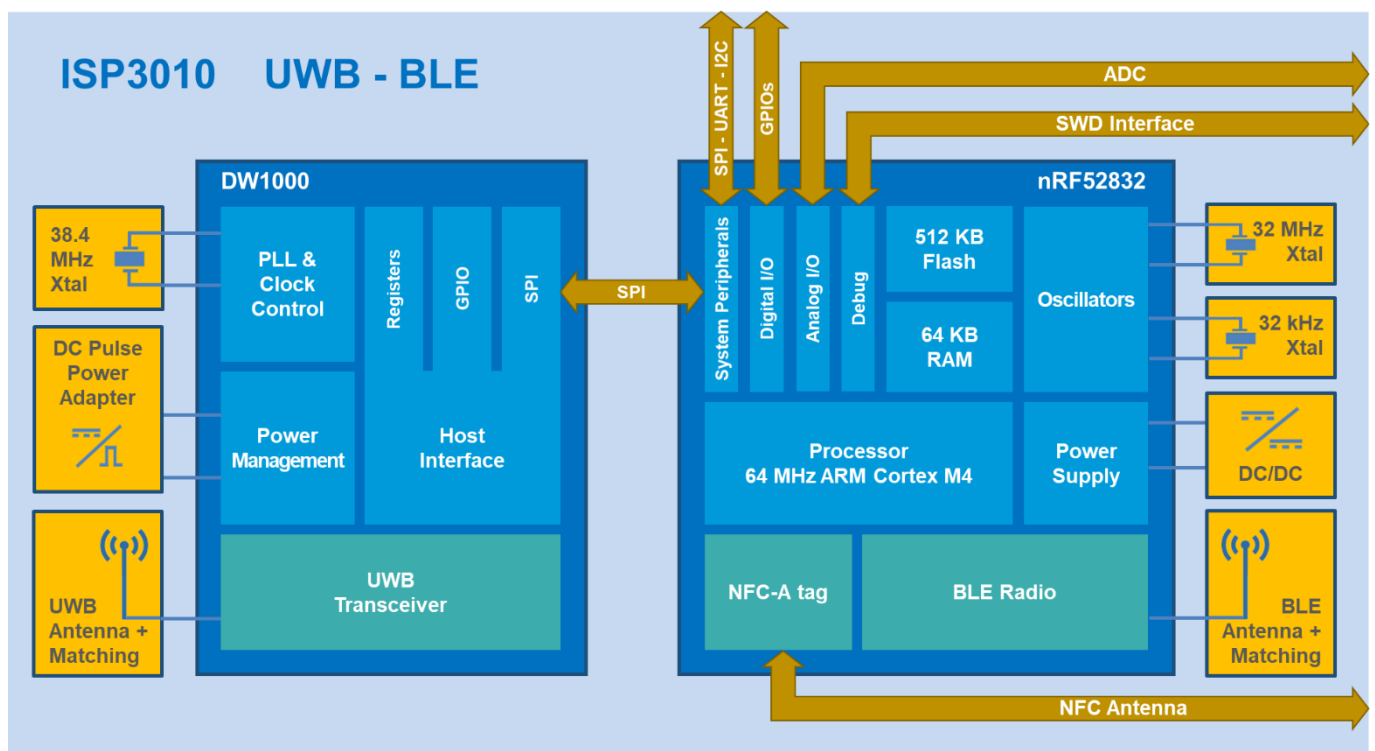 ISP3010 UWB - BLE
SPI - UART - I2C
GPIOs
ADC
SWD Interface
DW1000
38.4
MHz
Xtal
PLL &
Clock
Control
Registers
GPIO
SPI
DC Pulse
Power
Adapter
Power
Management
Host
Interface
UWB
Antenna +
Matching
UWB
Transceiver
SPI
nRF52832
System Peripherals
Digital I/O
Analog I/O
Debug
512 KB
Flash
64 KB
RAM
Oscillators
32 MHz
Xtal
32 kHz
Xtal
Processor
64 MHz ARM Cortex M4
Power
Supply
DC/DC
NFC-A tag
BLE Radio
BLE
Antenna +
Matching
NFC Antenna